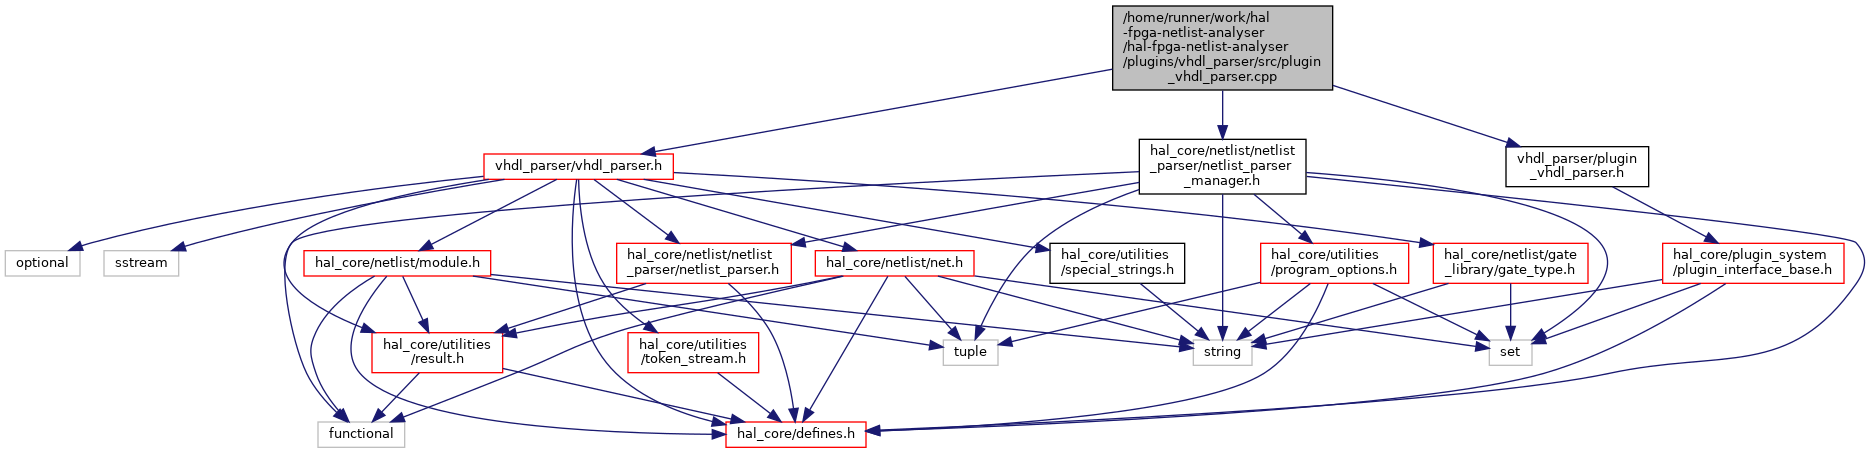 /home/runner/work/hal
-fpga-netlist-analyser
/hal-fpga-netlist-analyser
/plugins/vhdl_parser/src/plugin
_vhdl_parser.cpp
vhdl_parser/vhdl_parser.h
hal_core/netlist/netlist
_parser/netlist_parser
_manager.h
vhdl_parser/plugin
_vhdl_parser.h
optional
sstream
hal_core/netlist/module.h
hal_core/netlist/netlist
_parser/netlist_parser.h
hal_core/netlist/net.h
hal_core/utilities
/special_strings.h
hal_core/utilities
/program_options.h
hal_core/netlist/gate
_library/gate_type.h
hal_core/plugin_system
/plugin_interface_base.h
hal_core/utilities
/result.h
hal_core/utilities
/token_stream.h
tuple
string
set
functional
hal_core/defines.h